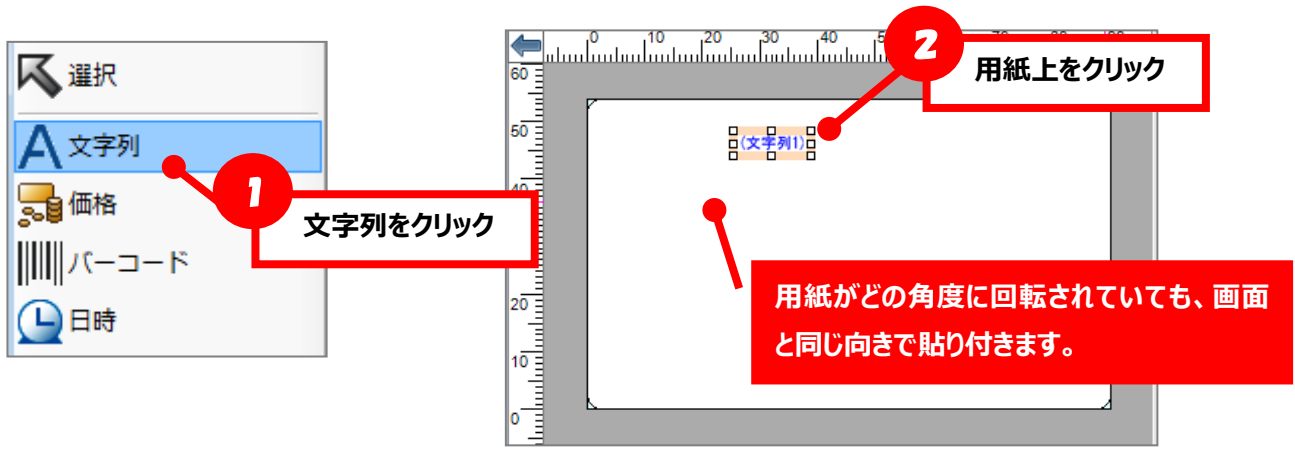 選択
文字列
価格
バーコード
日時
1
文字列をクリック
0 10 20 30 40
2
用紙上をクリック
60
50
40
20
10
0
(文字列1)
用紙がどの角度に回転されていても、画面
と同じ向きで貼り付きます。